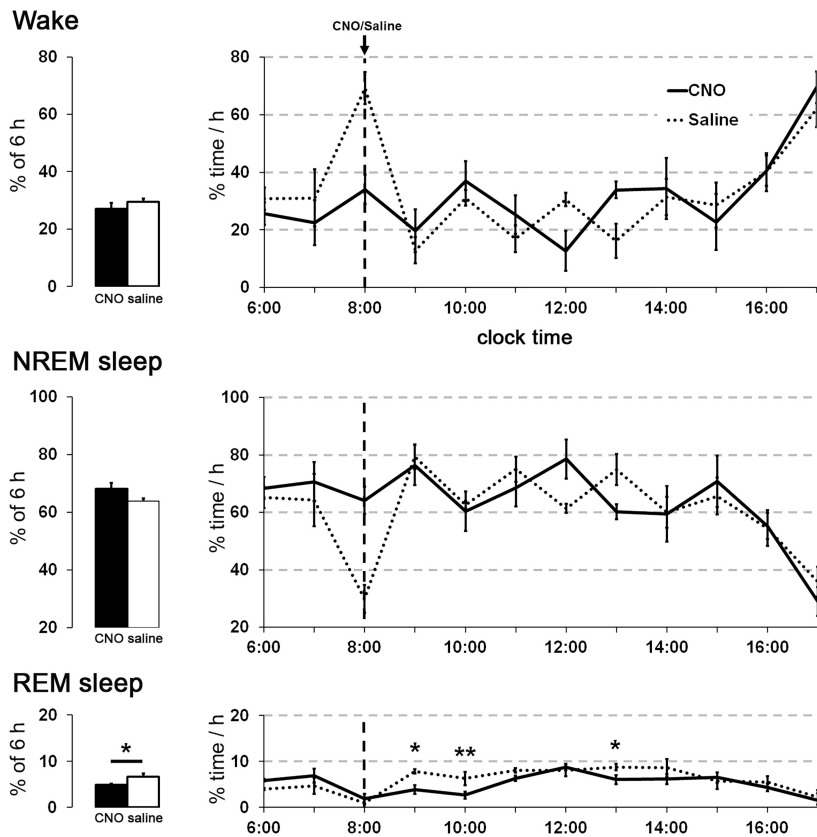 Wake
CNO/Saline
% of 6 h
80
60
40
20
0
CNO saline
% time / h
80
60
40
20
0
CNO
Saline
6:00 8:00 10:00 12:00 14:00 16:00
clock time
NREM sleep
% of 6 h
100
80
60
40
20
CNO saline
% time / h
100
80
60
40
20
6:00 8:00 10:00 12:00 14:00 16:00
REM sleep
% of 6 h
20
10
0
*
CNO saline
% time / h
20
10
0
* ** *
6:00 8:00 10:00 12:00 14:00 16:00